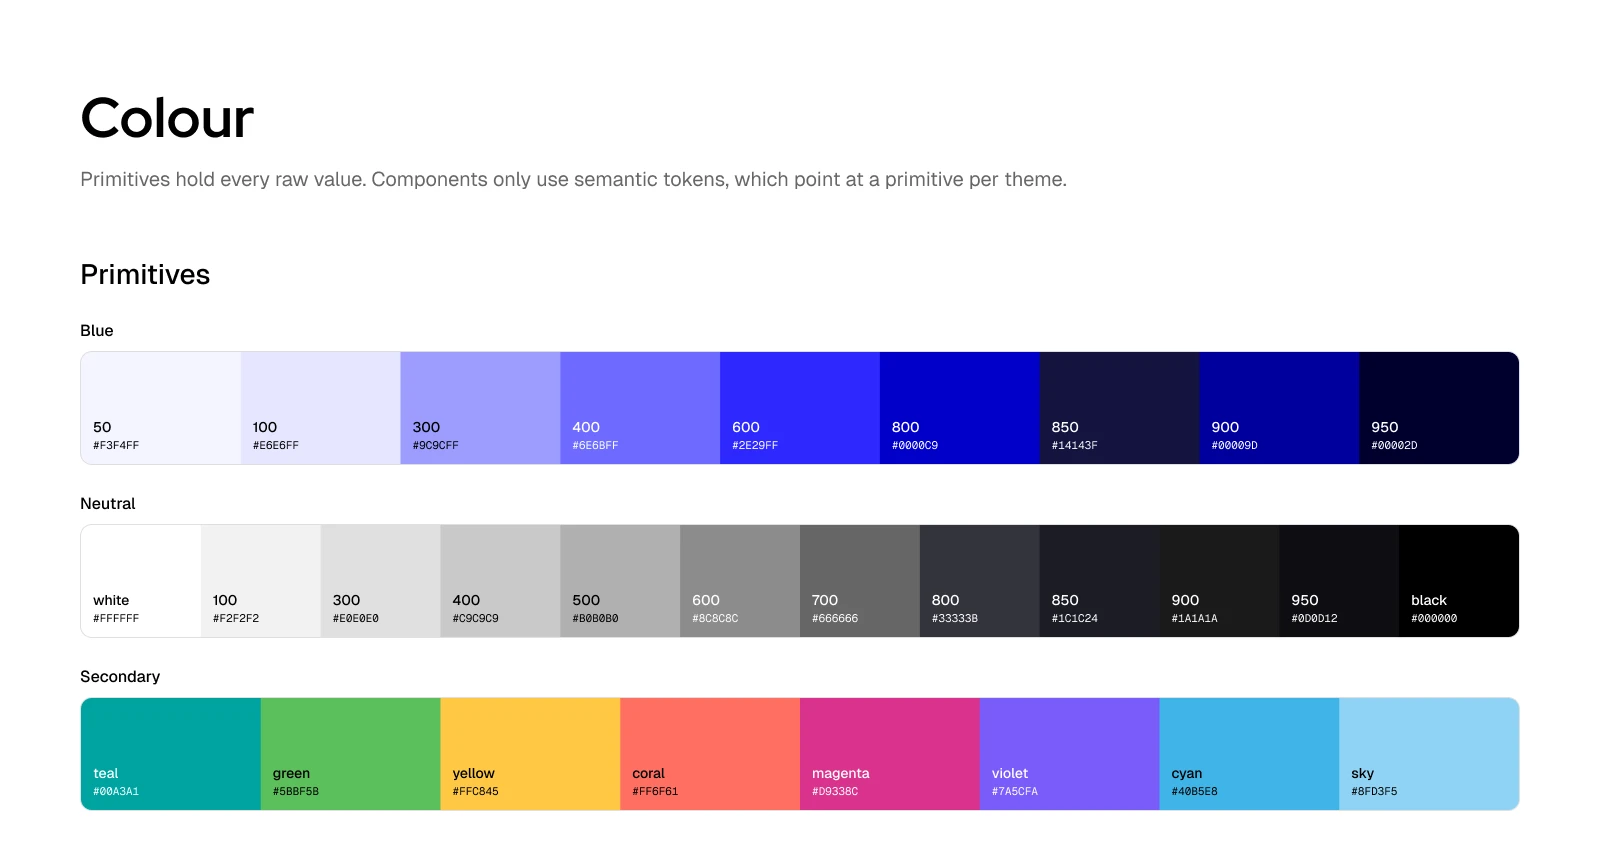 Colour
Primitives hold every raw value. Components only use semantic tokens, which point at a primitive per theme.
Primitives
Blue
50
#F3F4FF
100
#E6E6FF
300
#9C9CFF
400
#6E6BFF
600
#2E29FF
800
#0000C9
850
#14143F
900
#00009D
950
#00002D
Neutral
white
#FFFFFF
100
#F2F2F2
300
#E0E0E0
400
#C9C9C9
500
#B0B0B0
600
#8C8C8C
700
#666666
800
#33333B
850
#1C1C24
900
#1A1A1A
950
#0D0D12
black
#000000
Secondary
teal
#00A3A1
green
#5BBF5B
yellow
#FFC845
coral
#FF6F61
magenta
#D9338C
violet
#7A5CFA
cyan
#40B5E8
sky
#8FD3F5